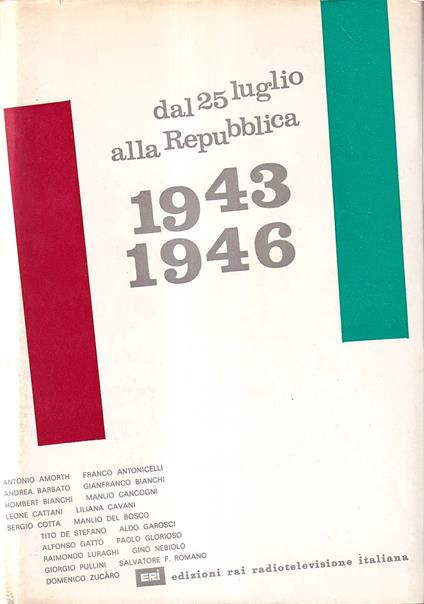 dal 25 luglio
alla Repubblica
1943
1946
ANTONIO AMORTH FRANCO ANTONICELLI
ANDREA BARBATO GIANFRANCO BIANCHI
HOMBERT BIANCHI MANLIO CANCOGNI
LEONE CATTANI LILIANA CAVANI
SERGIO COTTA MANLIO DEL BOSCO
TITO DE STEFANO ALDO GAROSCI
ALFONSO GATTO PAOLO GLORIOSO
RAIMONDO LURAGHI GINO NEBIOLO
GIORGIO PULLINI SALVATORE F. ROMANO
DOMENICO ZUCÀRO
ERI edizioni rai radiotelevisione italiana